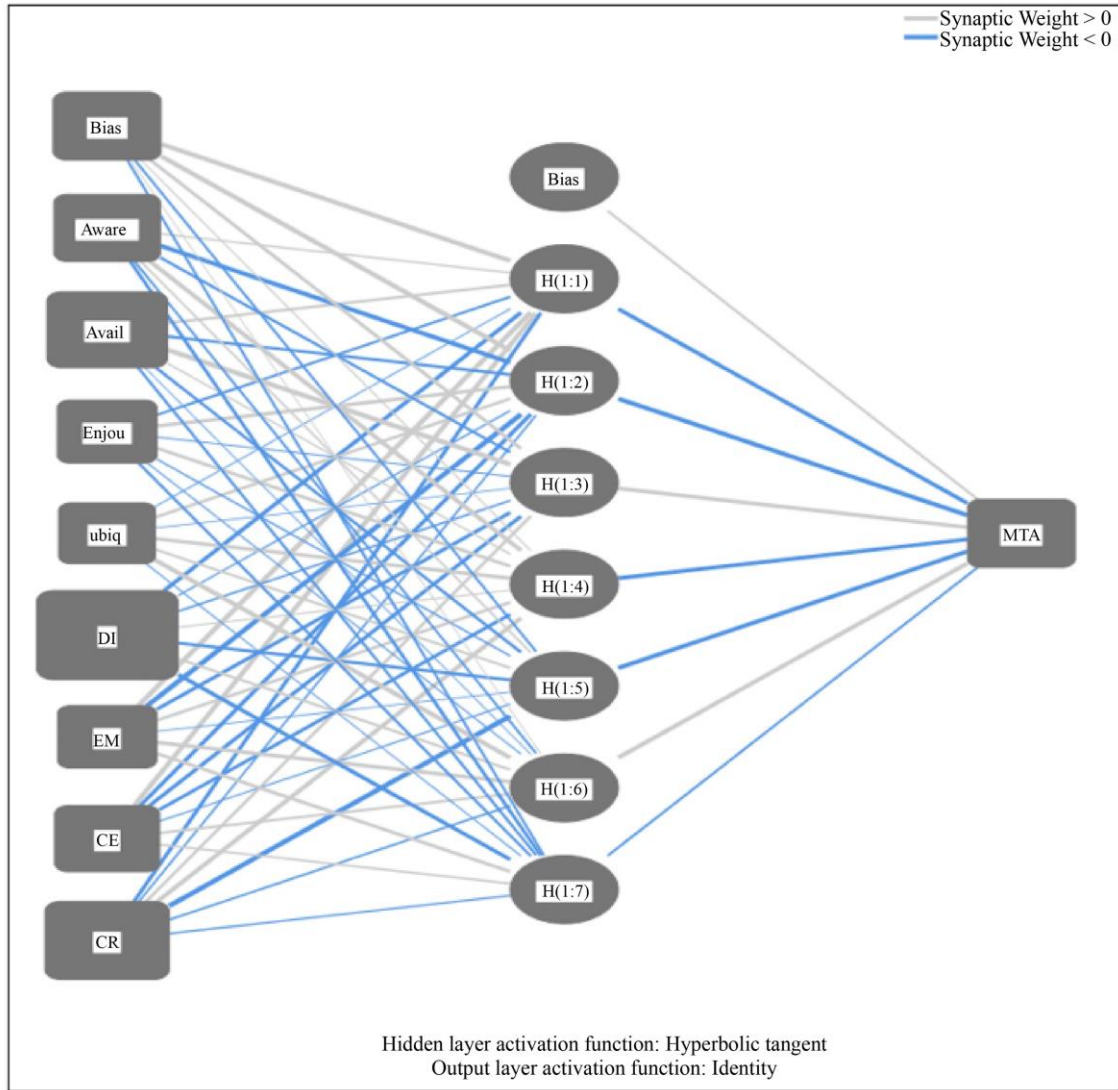 Synaptic Weight > 0
Synaptic Weight < 0
Bias
Aware
Avail
Enjou
ubiq
DI
EM
CE
CR
Bias
H(1:1)
H(1:2)
H(1:3)
H(1:4)
H(1:5)
H(1:6)
H(1:7)
MTA
Hidden layer activation function: Hyperbolic tangent
Output layer activation function: Identity